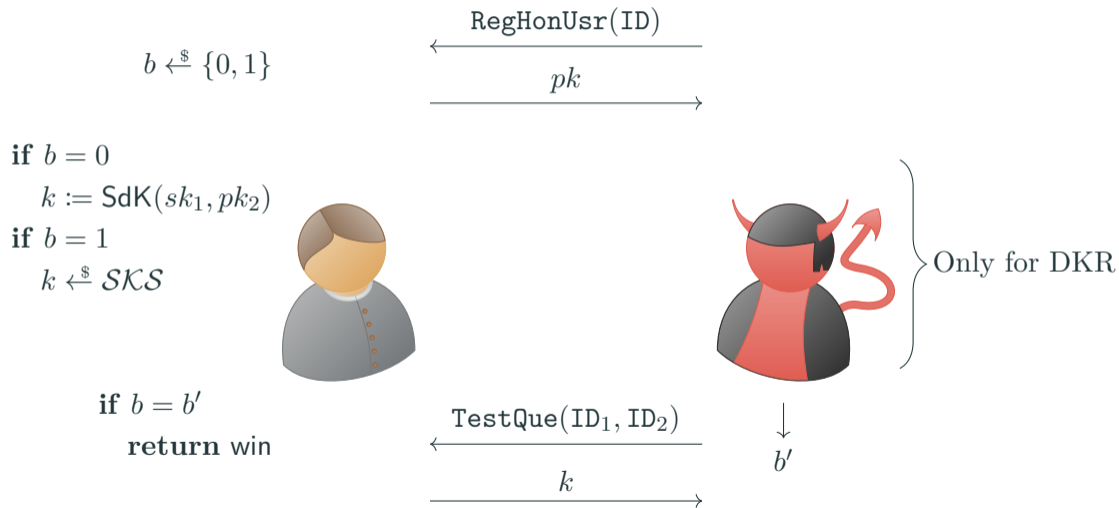 RegHonUsr(ID)
b ←$ {0, 1}
pk
if b = 0
k := SdK(sk₁, pk₂)
if b = 1
k ←$ SKS
Only for DKR
if b = b′
return win
TestQue(ID₁, ID₂)
b′
k